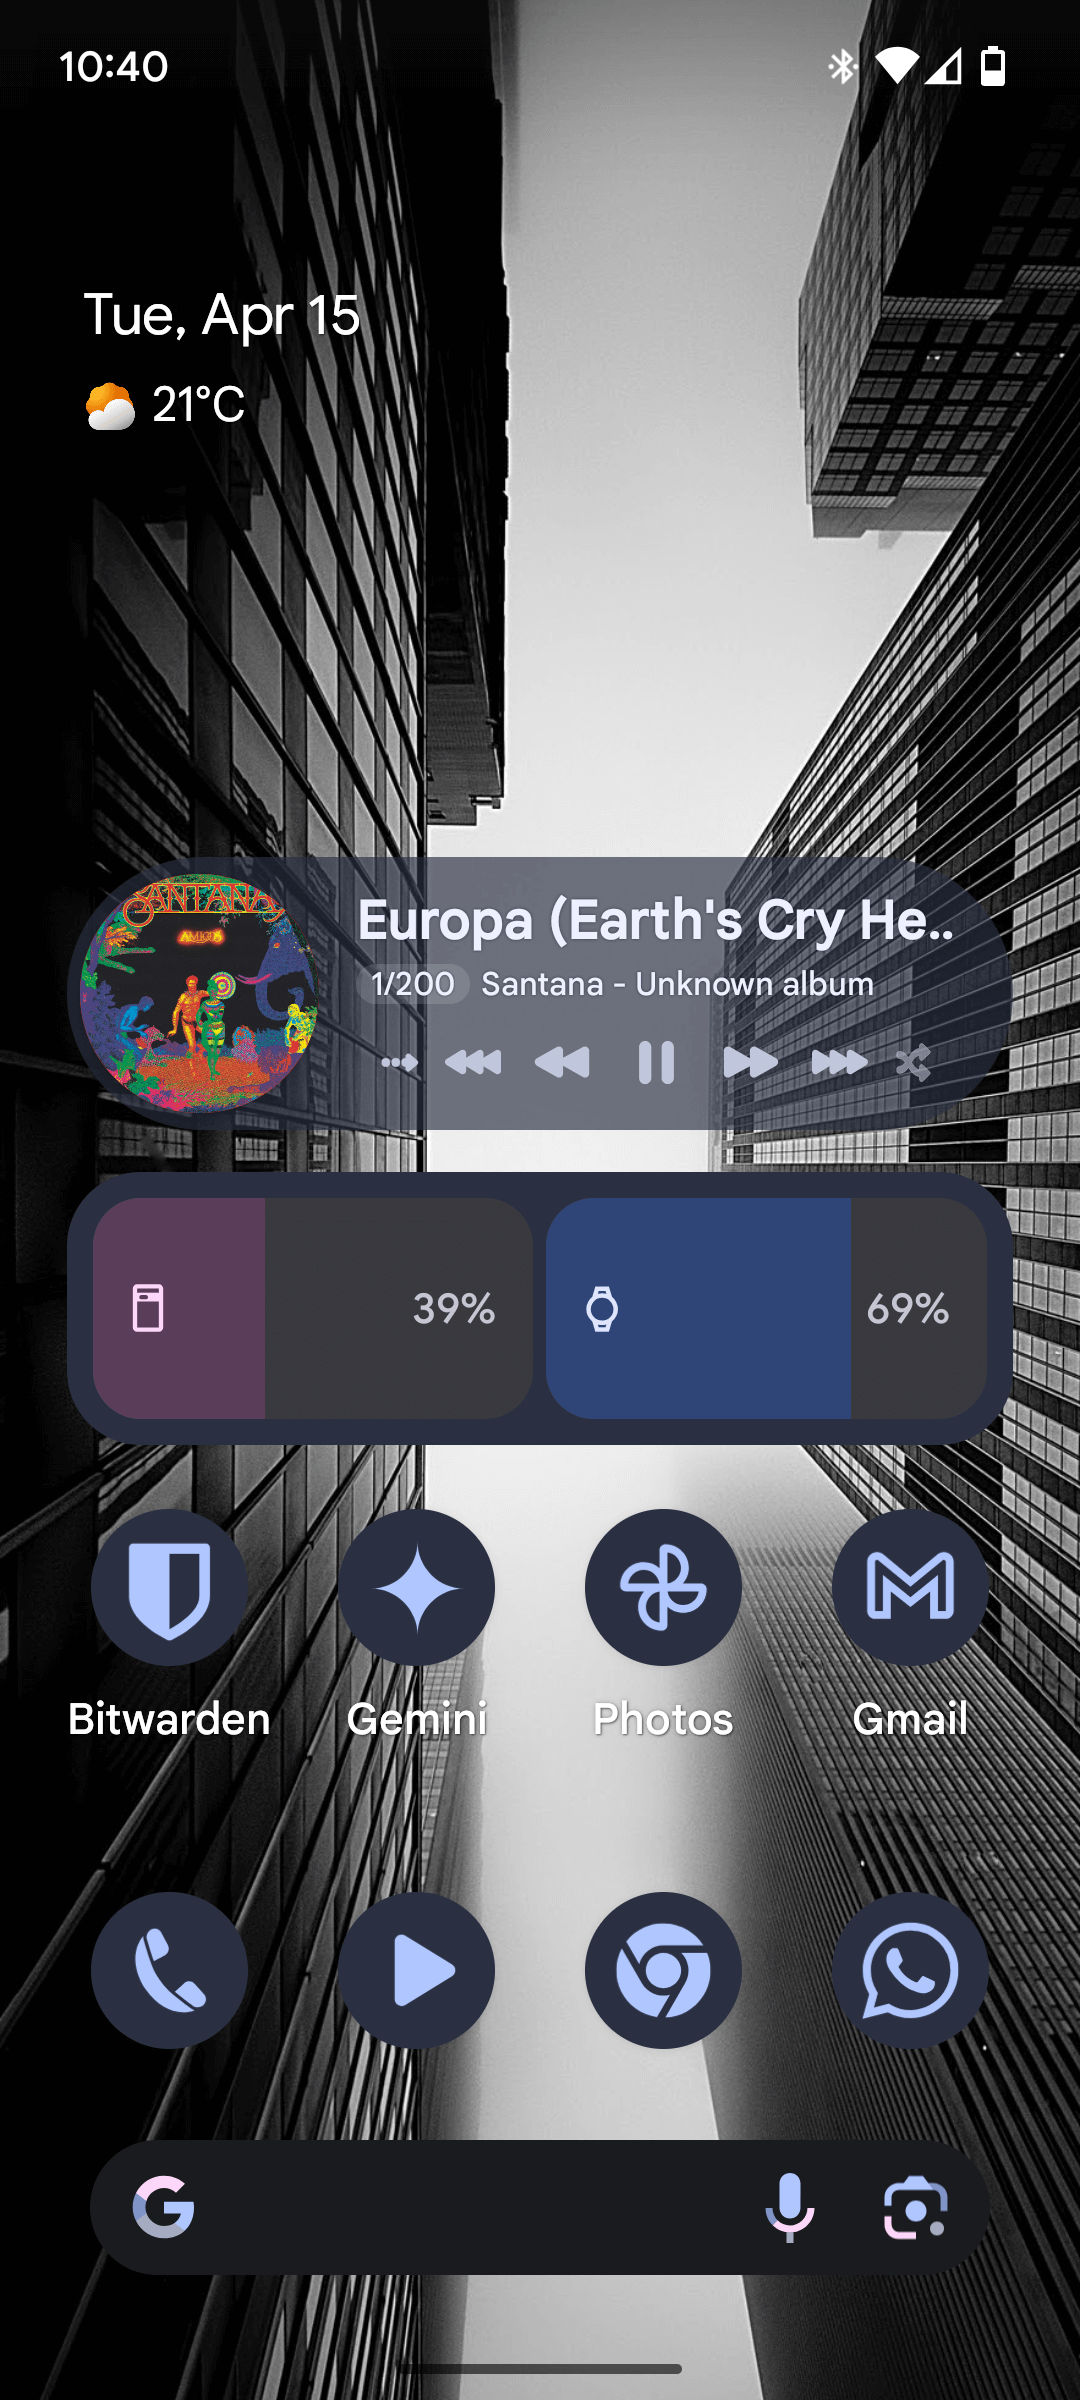 10:40
Tue, Apr 15
21°C
SANTANA
AMIGOS
Europa (Earth's Cry He..
1/200 Santana - Unknown album
39%
69%
Bitwarden
Gemini
Photos
Gmail